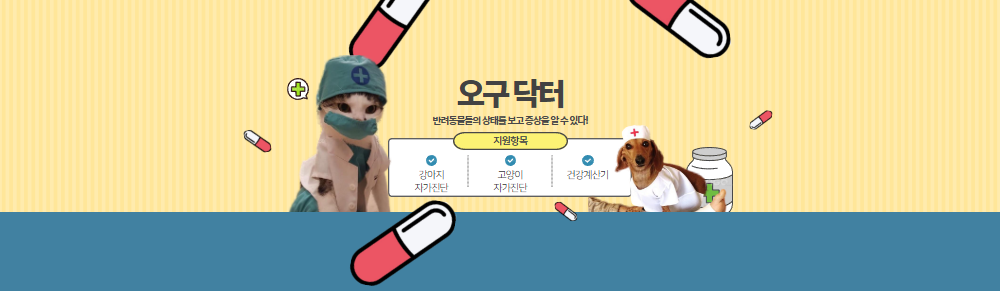 오구 닥터
반려동물들의 상태를 보고 증상을 알 수 있다!
지원항목
강아지
자가진단
고양이
자가진단
건강계산기